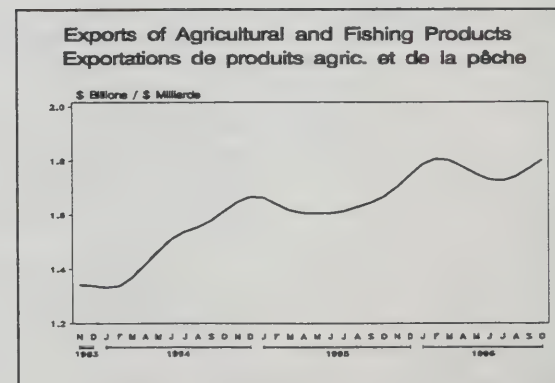 Exports of Agricultural and Fishing Products
Exportations de produits agric. et de la pêche
$ Billions / $ Milliards
2.0
1.8
1.6
1.4
1.2
N D J F M A M J J A S O N D J F M A M J J A S O N D J F M A M J J A S O
1993 1994 1995 1996